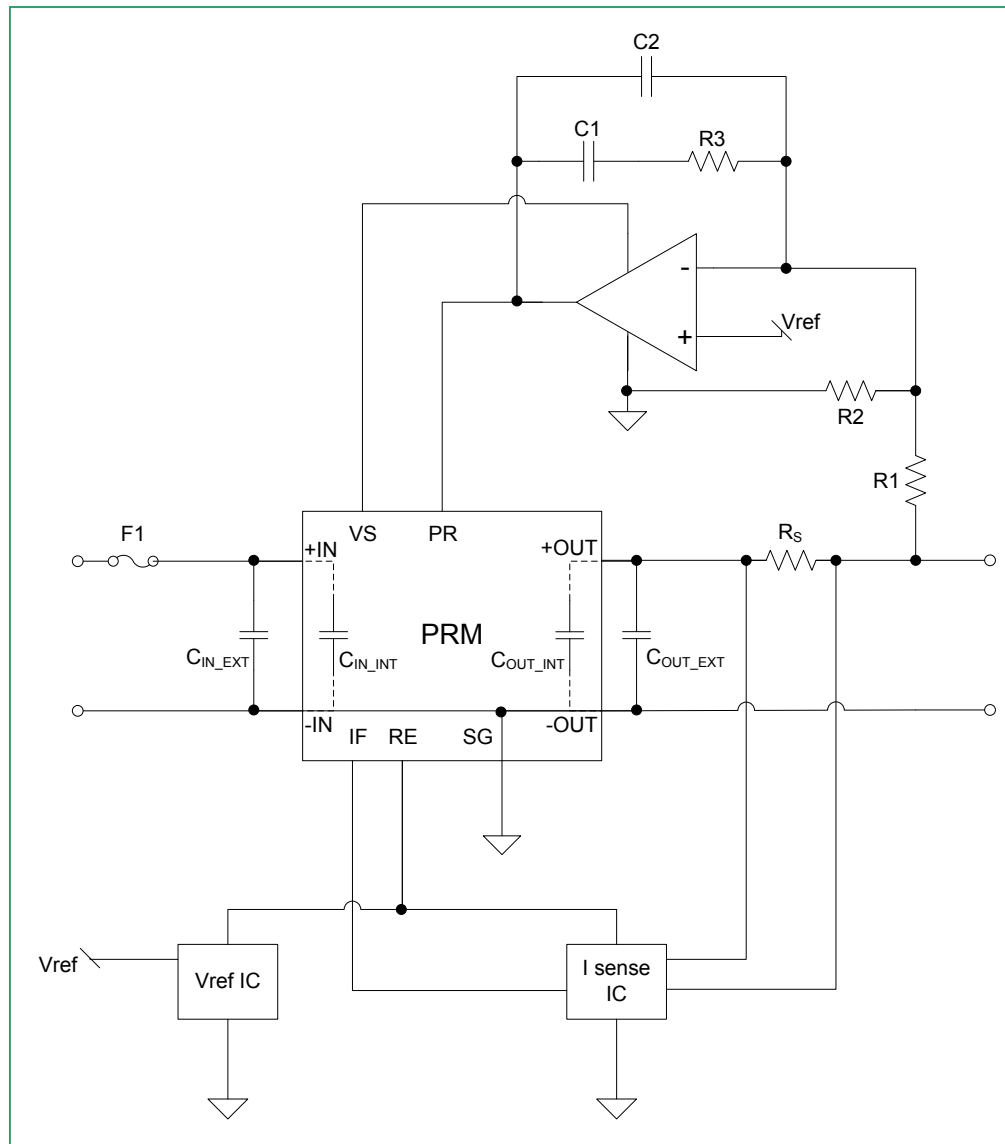 C2
C1
R3
-
+
Vref
R2
R1
F1
VS
PR
+IN
+OUT
RS
PRM
CIN_EXT
CIN_INT
COUT_INT
COUT_EXT
-IN
-OUT
IF
RE
SG
Vref
Vref IC
I sense
IC